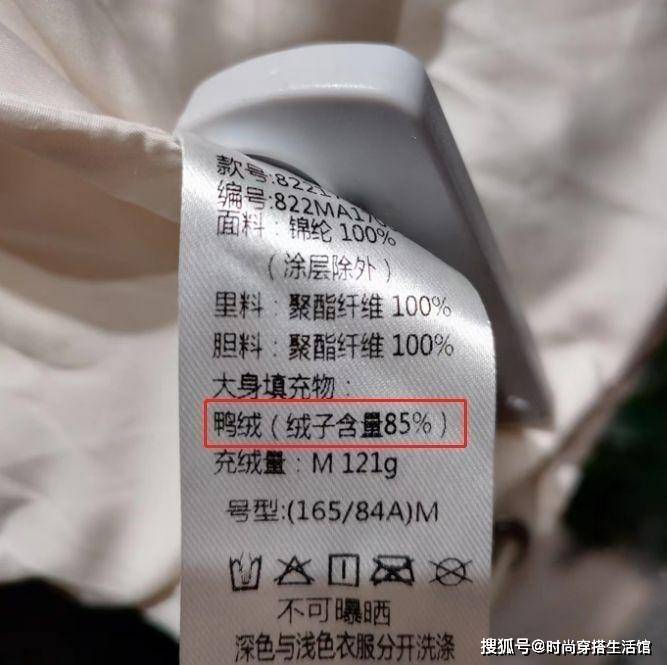 款号:8221
编号:822MA170
面料：锦纶 100%
（涂层除外）
里料：聚酯纤维 100%
胆料：聚酯纤维 100%
大身填充物：
鸭绒（绒子含量85%）
充绒量：M 121g
号型:(165/84A)M
不可曝晒
深色与浅色衣服分开洗涤
搜狐号@时尚穿搭生活馆